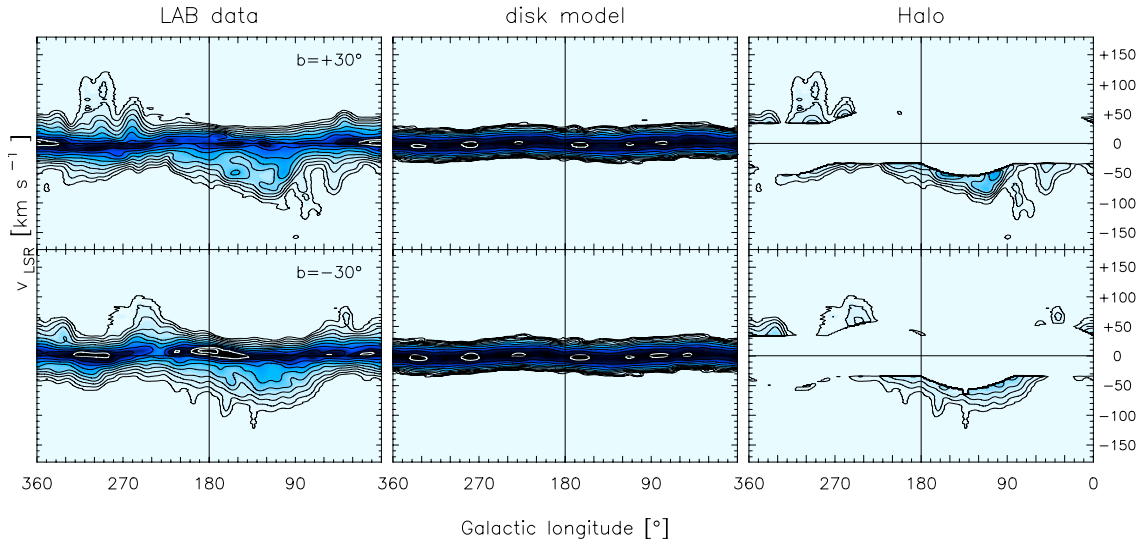 LAB data disk model Halo
b=+30°
+150
+100
+50
0
−50
−100
−150
v LSR [km s −1 ]
b=−30°
+150
+100
+50
0
−50
−100
−150
360 270 180 90 360 270 180 90 360 270 180 90 0
Galactic longitude [°]